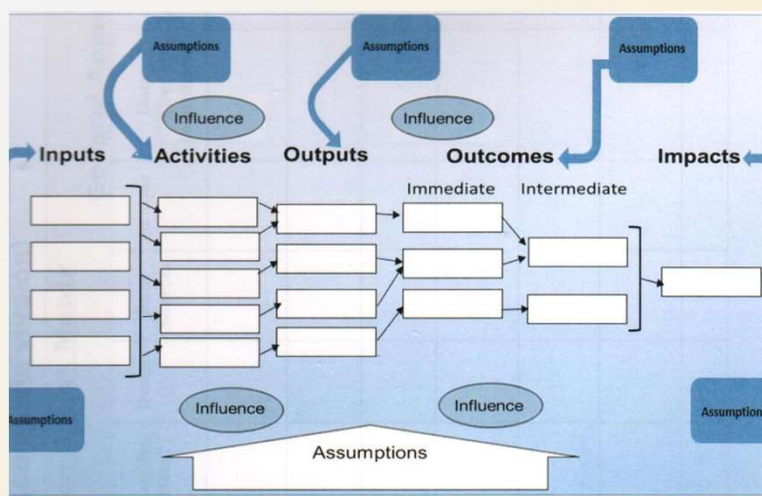 Assumptions
Assumptions
Assumptions
Influence
Influence
Inputs
Activities
Outputs
Outcomes
Impacts
Immediate
Intermediate
Influence
Influence
Assumptions
Assumption
Assumptions